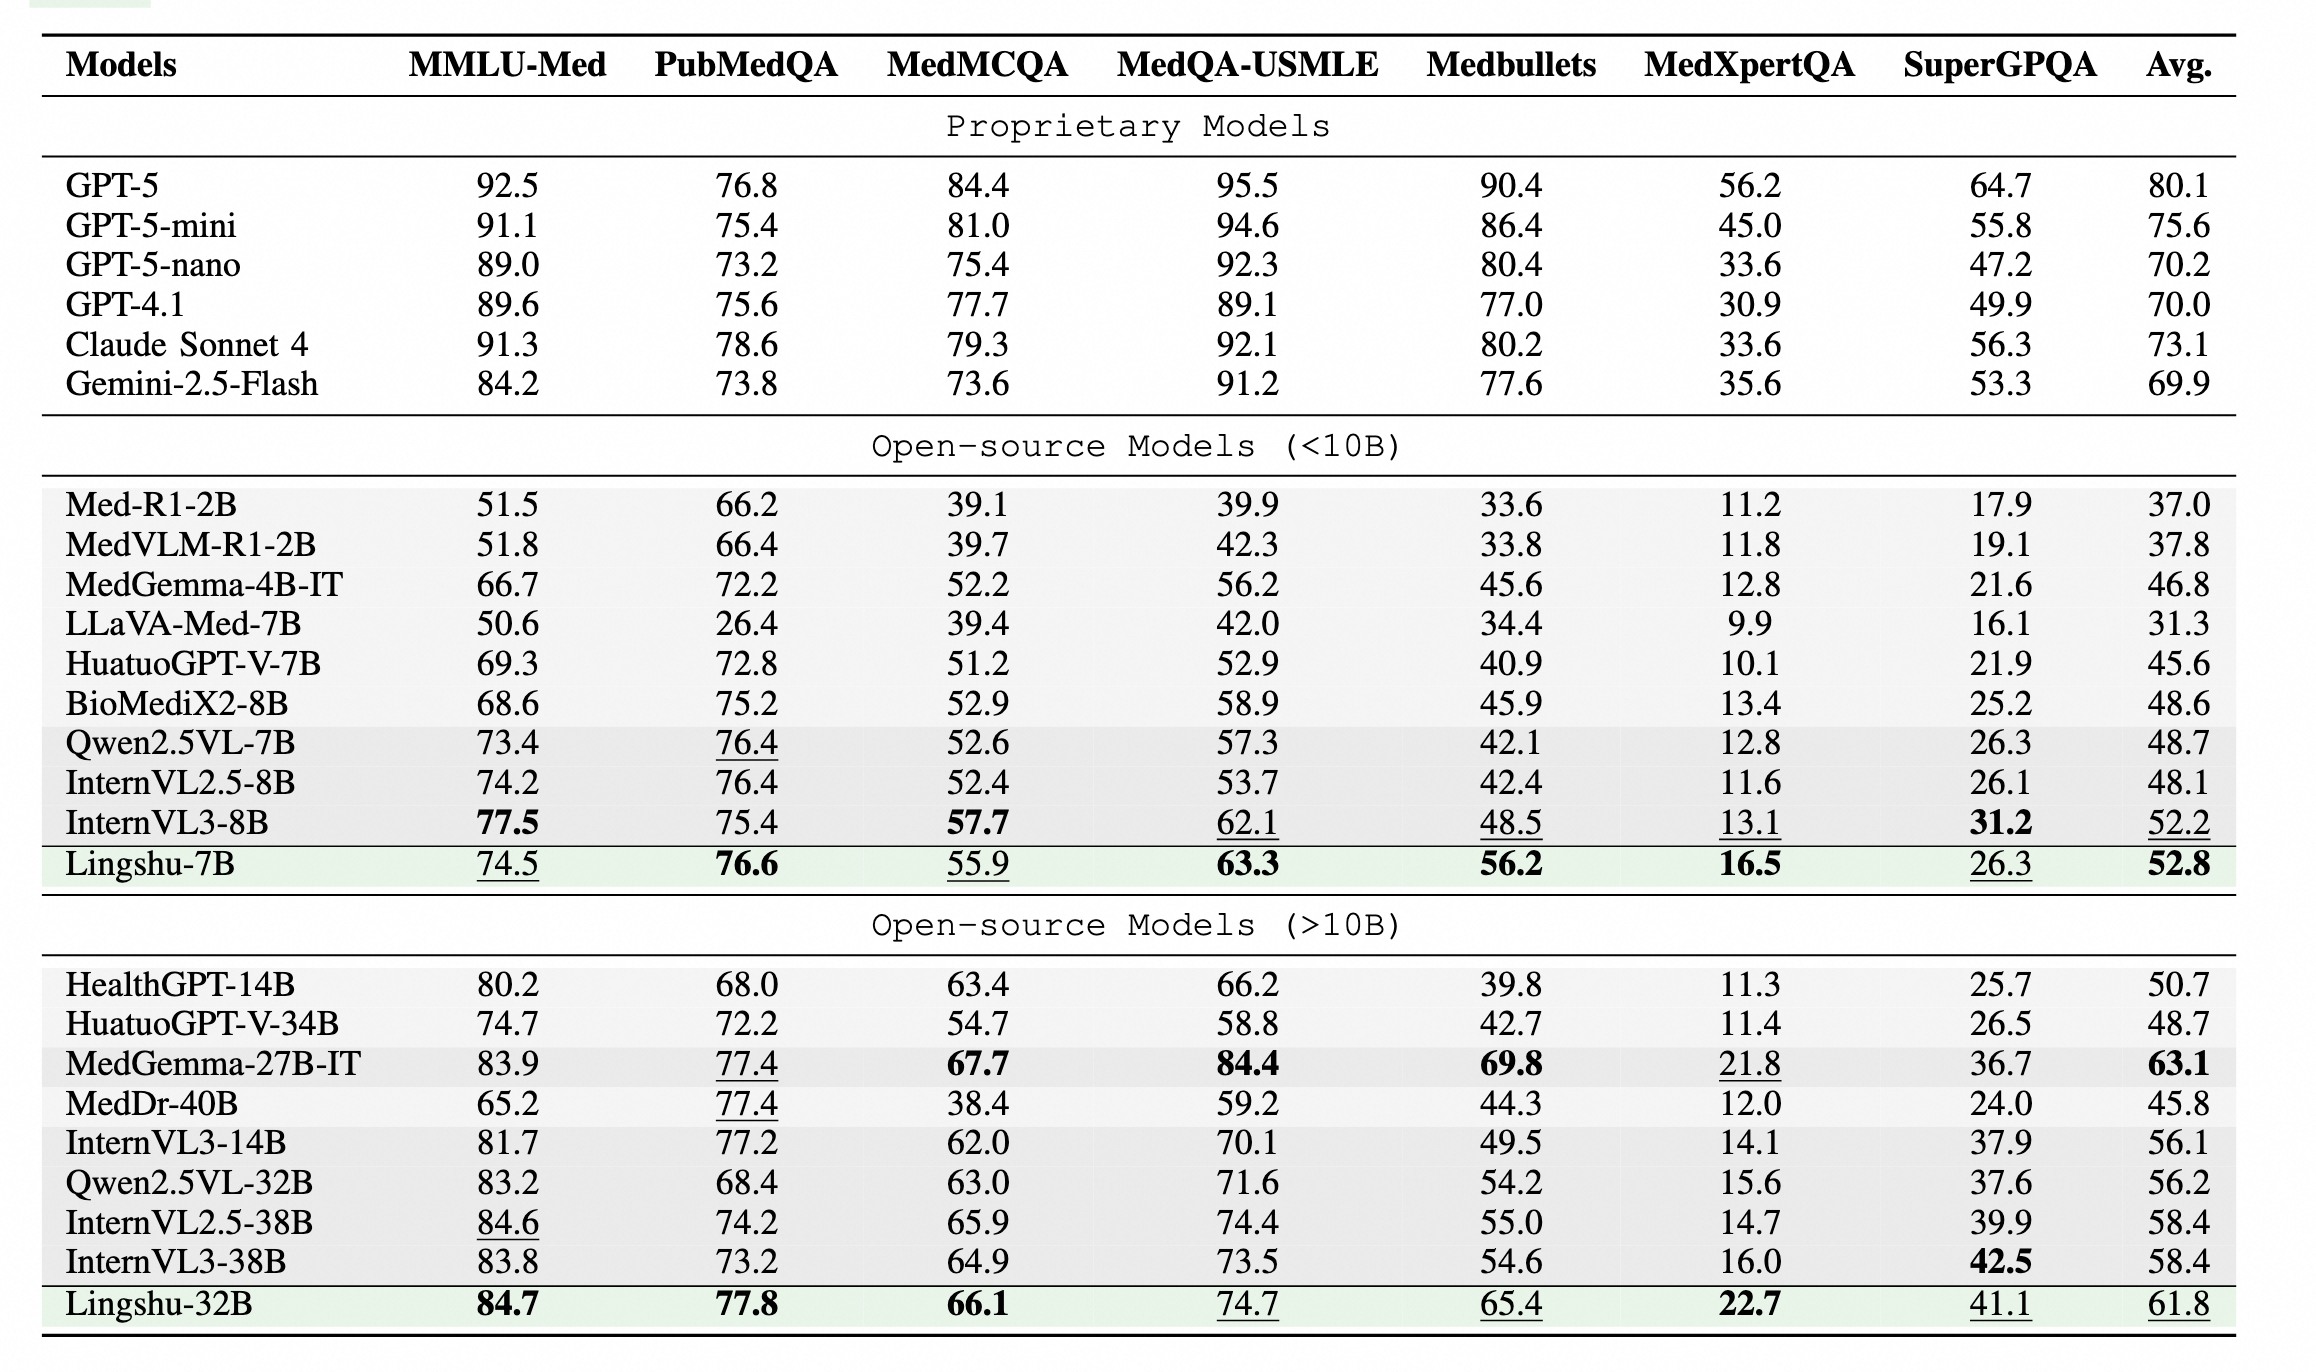 Models MMLU-Med PubMedQA MedMCQA MedQA-USMLE Medbullets MedXpertQA SuperGPQA Avg.
Proprietary Models
GPT-5 92.5 76.8 84.4 95.5 90.4 56.2 64.7 80.1
GPT-5-mini 91.1 75.4 81.0 94.6 86.4 45.0 55.8 75.6
GPT-5-nano 89.0 73.2 75.4 92.3 80.4 33.6 47.2 70.2
GPT-4.1 89.6 75.6 77.7 89.1 77.0 30.9 49.9 70.0
Claude Sonnet 4 91.3 78.6 79.3 92.1 80.2 33.6 56.3 73.1
Gemini-2.5-Flash 84.2 73.8 73.6 91.2 77.6 35.6 53.3 69.9
Open-source Models (<10B)
Med-R1-2B 51.5 66.2 39.1 39.9 33.6 11.2 17.9 37.0
MedVLM-R1-2B 51.8 66.4 39.7 42.3 33.8 11.8 19.1 37.8
MedGemma-4B-IT 66.7 72.2 52.2 56.2 45.6 12.8 21.6 46.8
LLaVA-Med-7B 50.6 26.4 39.4 42.0 34.4 9.9 16.1 31.3
HuatuoGPT-V-7B 69.3 72.8 51.2 52.9 40.9 10.1 21.9 45.6
BioMediX2-8B 68.6 75.2 52.9 58.9 45.9 13.4 25.2 48.6
Qwen2.5VL-7B 73.4 76.4 52.6 57.3 42.1 12.8 26.3 48.7
InternVL2.5-8B 74.2 76.4 52.4 53.7 42.4 11.6 26.1 48.1
InternVL3-8B 77.5 75.4 57.7 62.1 48.5 13.1 31.2 52.2
Lingshu-7B 74.5 76.6 55.9 63.3 56.2 16.5 26.3 52.8
Open-source Models (>10B)
HealthGPT-14B 80.2 68.0 63.4 66.2 39.8 11.3 25.7 50.7
HuatuoGPT-V-34B 74.7 72.2 54.7 58.8 42.7 11.4 26.5 48.7
MedGemma-27B-IT 83.9 77.4 67.7 84.4 69.8 21.8 36.7 63.1
MedDr-40B 65.2 77.4 38.4 59.2 44.3 12.0 24.0 45.8
InternVL3-14B 81.7 77.2 62.0 70.1 49.5 14.1 37.9 56.1
Qwen2.5VL-32B 83.2 68.4 63.0 71.6 54.2 15.6 37.6 56.2
InternVL2.5-38B 84.6 74.2 65.9 74.4 55.0 14.7 39.9 58.4
InternVL3-38B 83.8 73.2 64.9 73.5 54.6 16.0 42.5 58.4
Lingshu-32B 84.7 77.8 66.1 74.7 65.4 22.7 41.1 61.8